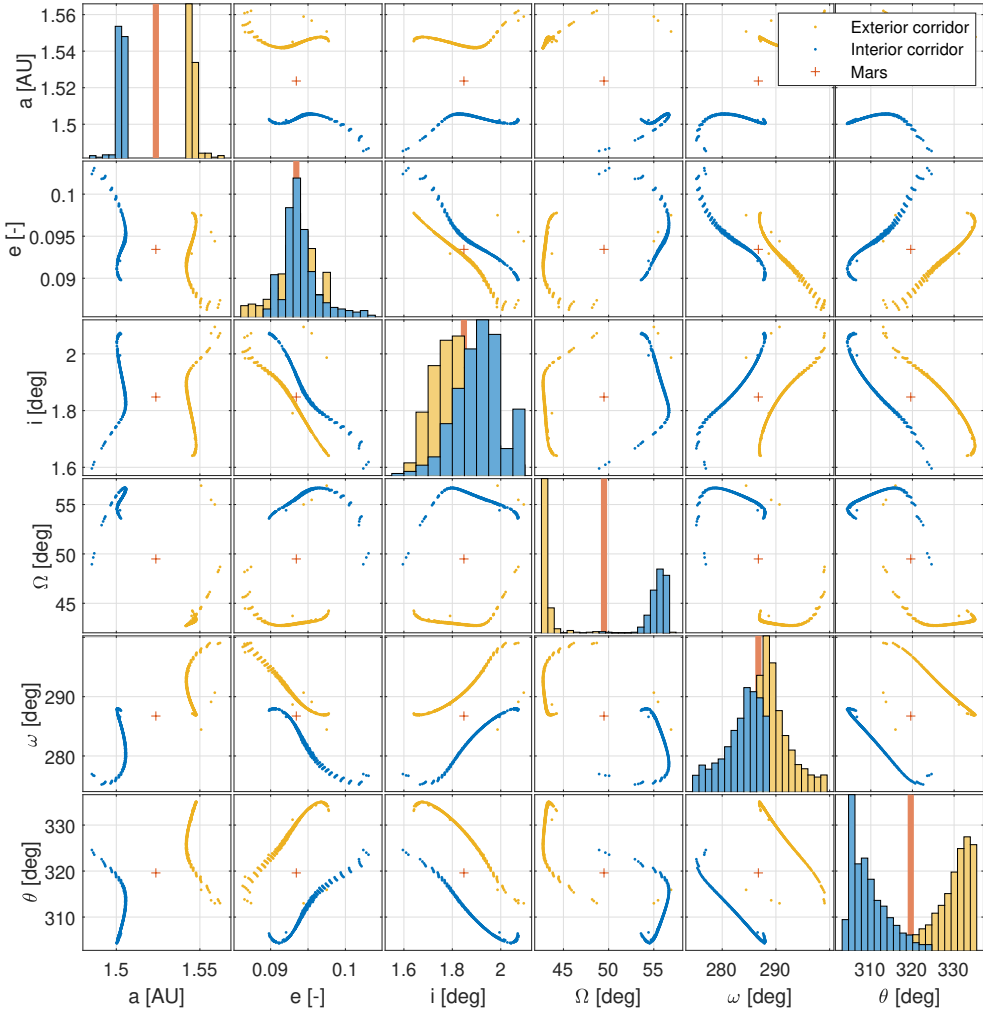 1.56
1.54
1.52
1.5
a [AU]
Exterior corridor
Interior corridor
Mars
0.1
0.095
0.09
e [-]
2
1.8
1.6
i [deg]
55
50
45
Ω [deg]
290
280
ω [deg]
330
320
310
θ [deg]
1.5 1.55 0.09 0.1 1.6 1.8 2 45 50 55 280 290 310 320 330
a [AU] e [-] i [deg] Ω [deg] ω [deg] θ [deg]